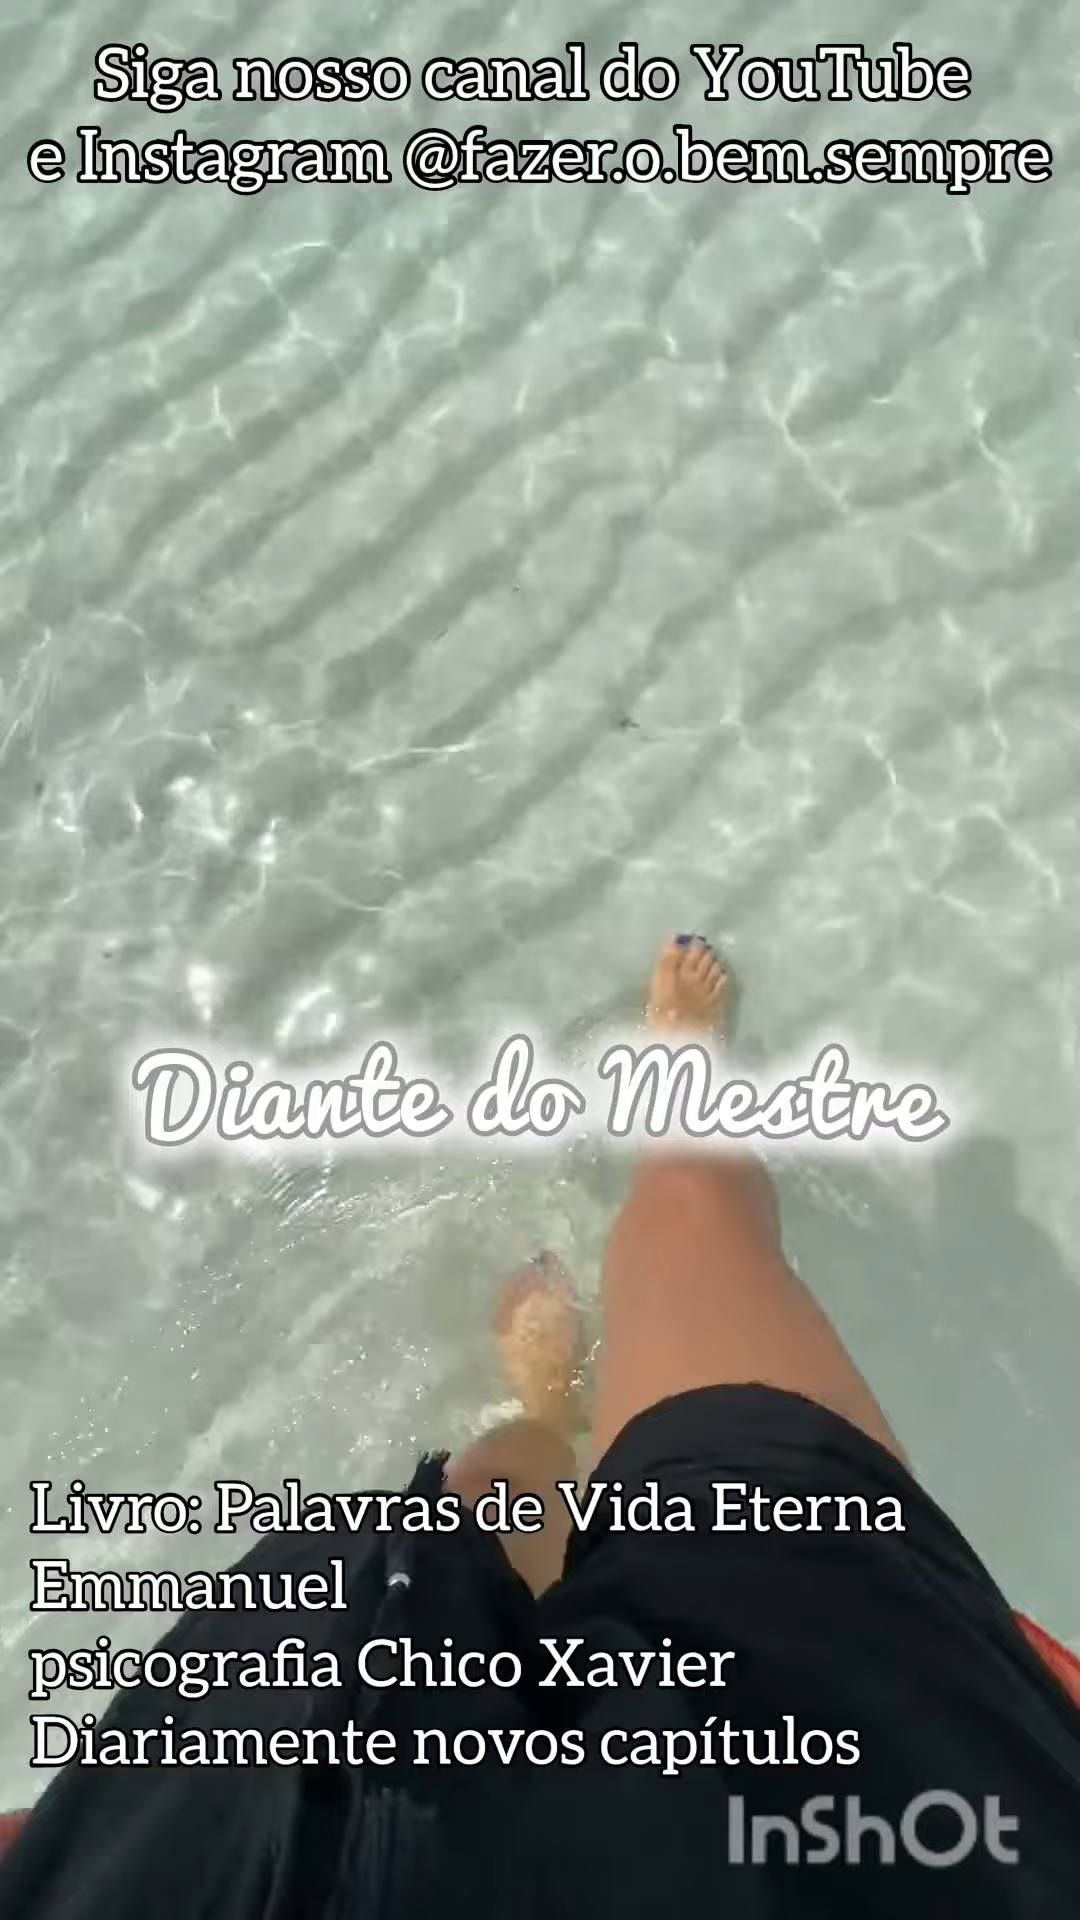 Siga nosso canal do YouTube
e Instagram @fazer.o.bem.sempre
Diante do Mestre
Livro: Palavras de Vida Eterna
Emmanuel
psicografia Chico Xavier
Diariamente novos capítulos
InShOt